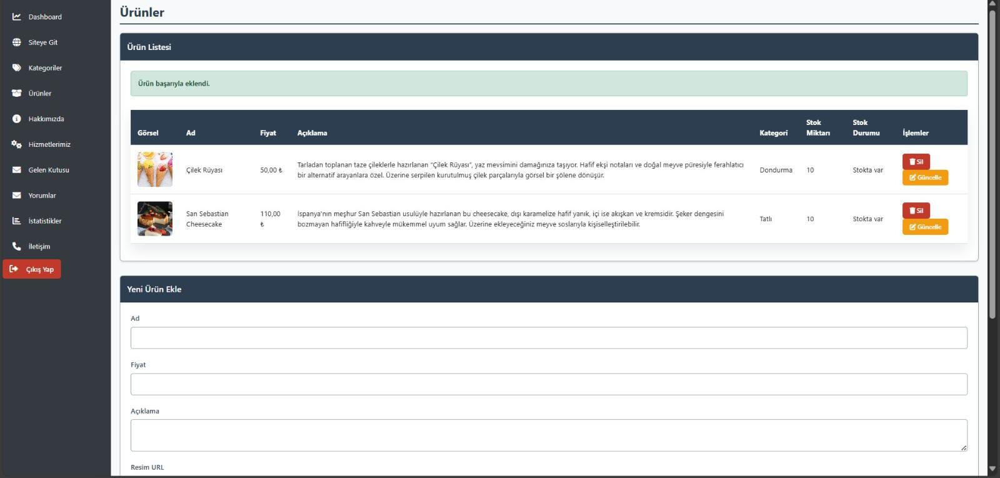 Dashboard
Siteye Git
Kategoriler
Ürünler
Hakkımızda
Hizmetlerimiz
Gelen Kutusu
Yorumlar
İstatistikler
İletişim
Çıkış Yap
Ürünler
Ürün Listesi
Ürün başarıyla eklendi.
Görsel Ad Fiyat Açıklama Kategori Stok Miktarı Stok Durumu İşlemler
Çilek Rüyası
50,00 ₺
Tarladan toplanan taze çileklerle hazırlanan "Çilek Rüyası", yaz mevsimini damağınıza taşıyor. Hafif ekşi notaları ve doğal meyve püresiyle ferahlatıcı
bir alternatif arayanlara özel. Üzerine serpilen kurutulmuş çilek parçalarıyla görsel bir şölene dönüşür.
Dondurma
10
Stokta var
Sil
Güncelle
San Sebastian
Cheesecake
110,00
₺
İspanya'nın meşhur San Sebastian usulüyle hazırlanan bu cheesecake, dışı karamelize hafif yanık, içi ise akışkan ve kremsidir. Şeker dengesini
bozmayan hafifliğiyle kahveyle mükemmel uyum sağlar. Üzerine ekleyeceğiniz meyve soslarıyla kişiselleştirilebilir.
Tatlı
10
Stokta var
Sil
Güncelle
Yeni Ürün Ekle
Ad
Fiyat
Açıklama
Resim URL